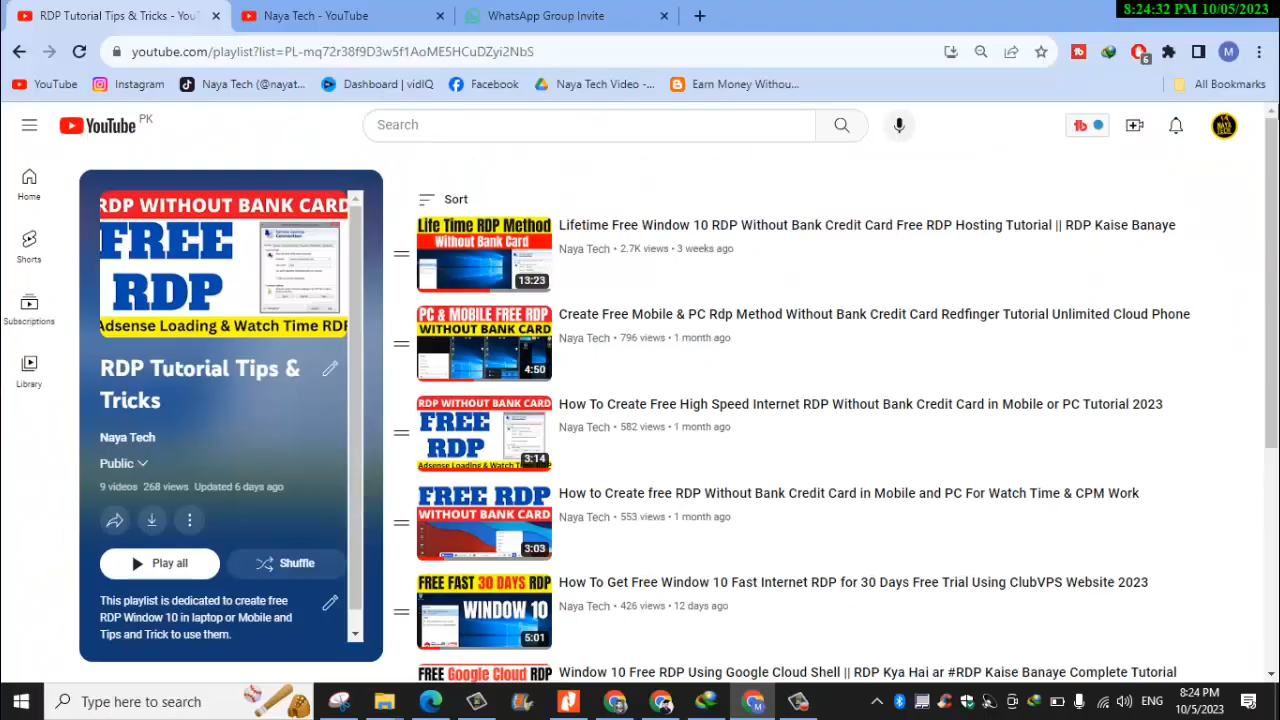 8:24:32 PM 10/05/2023
RDP Tutorial Tips & Tricks - You
Naya Tech - YouTube
WhatsApp Group Invite
youtube.com/playlist?list=PL-mq72r38f9D3w5f1AoME5HCuDZyi2NbS
6
M
YouTube
Instagram
Naya Tech (@nayat...
Dashboard | vidIQ
Facebook
Naya Tech Video -...
Earn Money Withou...
All Bookmarks
YouTube PK
Search
Home
Shorts
Subscriptions
Library
RDP WITHOUT BANK CARD
FREE
RDP
Adsense Loading & Watch Time RDP
RDP Tutorial Tips &
Tricks
Naya Tech
Public
9 videos 268 views Updated 6 days ago
Play all
Shuffle
This playlist is dedicated to create free
RDP Window 10 in laptop or Mobile and
Tips and Trick to use them.
Sort
Life Time RDP Method
Without Bank Card
13:23
Lifetime Free Window 10 RDP Without Bank Credit Card Free RDP Hosting Tutorial || RDP Kaise Banaye
Naya Tech • 2.7K views • 3 weeks ago
PC & MOBILE FREE RDP
WITHOUT BANK CARD
4:50
Create Free Mobile & PC Rdp Method Without Bank Credit Card Redfinger Tutorial Unlimited Cloud Phone
Naya Tech • 796 views • 1 month ago
RDP WITHOUT BANK CARD
FREE
RDP
3:14
Adsense Loading & Watch Time RDP
How To Create Free High Speed Internet RDP Without Bank Credit Card in Mobile or PC Tutorial 2023
Naya Tech • 582 views • 1 month ago
FREE RDP
WITHOUT BANK CARD
3:03
How to Create free RDP Without Bank Credit Card in Mobile and PC For Watch Time & CPM Work
Naya Tech • 553 views • 1 month ago
FREE FAST 30 DAYS RDP
WINDOW 10
5:01
How To Get Free Window 10 Fast Internet RDP for 30 Days Free Trial Using ClubVPS Website 2023
Naya Tech • 426 views • 12 days ago
FREE Google Cloud RDP
Window 10 Free RDP Using Google Cloud Shell || RDP Kya Hai ar #RDP Kaise Banaye Complete Tutorial
Type here to search
ENG
8:24 PM
10/5/2023